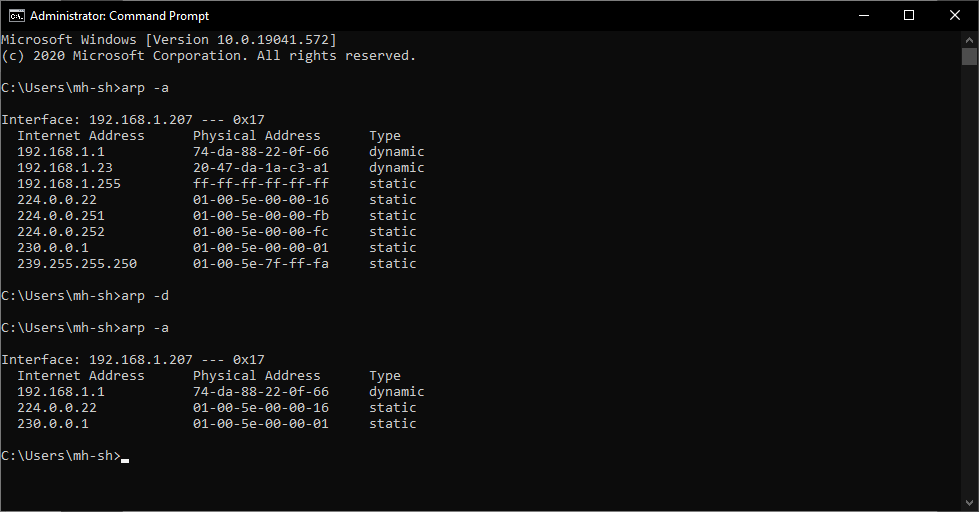 Administrator: Command Prompt
Microsoft Windows [Version 10.0.19041.572]
(c) 2020 Microsoft Corporation. All rights reserved.
C:\Users\mh-sh>arp -a
Interface: 192.168.1.207 --- 0x17
  Internet Address      Physical Address      Type
  192.168.1.1           74-da-88-22-0f-66     dynamic
  192.168.1.23          20-47-da-1a-c3-a1     dynamic
  192.168.1.255         ff-ff-ff-ff-ff-ff     static
  224.0.0.22            01-00-5e-00-00-16     static
  224.0.0.251           01-00-5e-00-00-fb     static
  224.0.0.252           01-00-5e-00-00-fc     static
  230.0.0.1             01-00-5e-00-00-01     static
  239.255.255.250       01-00-5e-7f-ff-fa     static
C:\Users\mh-sh>arp -d
C:\Users\mh-sh>arp -a
Interface: 192.168.1.207 --- 0x17
  Internet Address      Physical Address      Type
  192.168.1.1           74-da-88-22-0f-66     dynamic
  224.0.0.22            01-00-5e-00-00-16     static
  230.0.0.1             01-00-5e-00-00-01     static
C:\Users\mh-sh>